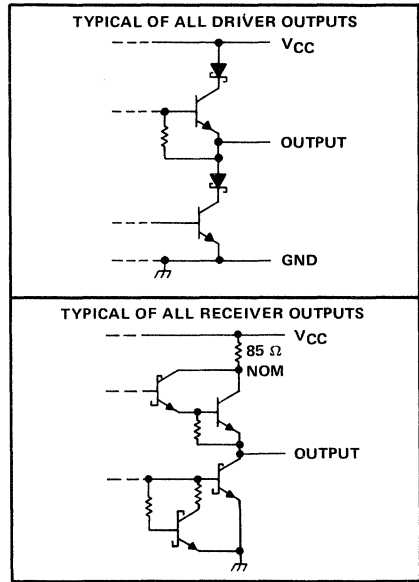 TYPICAL OF ALL DRIVER OUTPUTS
VCC
OUTPUT
GND
TYPICAL OF ALL RECEIVER OUTPUTS
VCC
85 Ω
NOM
OUTPUT